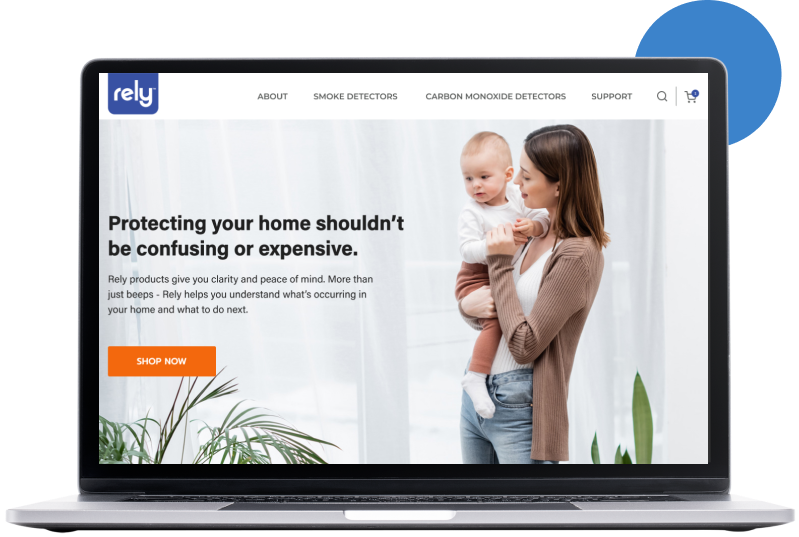 rely
ABOUT
SMOKE DETECTORS
CARBON MONOXIDE DETECTORS
SUPPORT
Protecting your home shouldn't
be confusing or expensive.
Rely products give you clarity and peace of mind. More than
just beeps - Rely helps you understand what's occurring in
your home and what to do next.
SHOP NOW